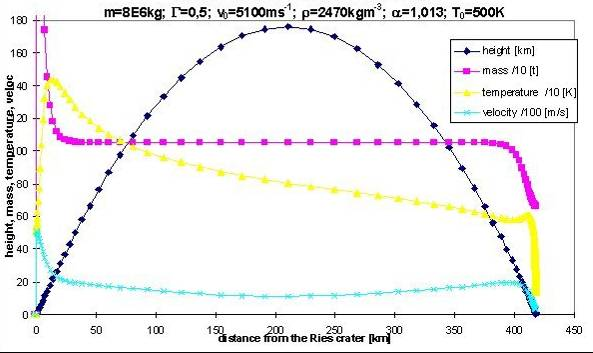 m=8E6kg; Γ=0,5; v0=5100ms-1; ρ=2470kgm-3; α=1,013; T0=500K
height, mass, temperature, veloc
180
160
140
120
100
80
60
40
20
0
height [km]
mass /10 [t]
temperature /10 [K]
velocity /100 [m/s]
0
50
100
150
200
250
300
350
400
450
distance from the Ries crater [km]